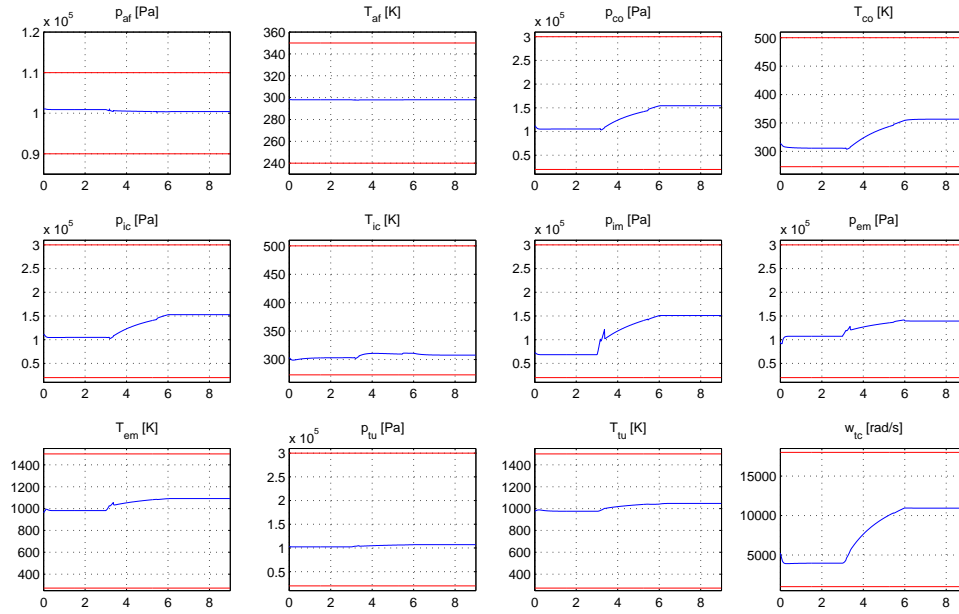 p_af [Pa]
x 10^5
1.2
1.1
1
0.9
0 2 4 6 8
T_af [K]
360
340
320
300
280
260
240
0 2 4 6 8
p_co [Pa]
x 10^5
3
2.5
2
1.5
1
0.5
0 2 4 6 8
T_co [K]
500
450
400
350
300
0 2 4 6 8
p_ic [Pa]
x 10^5
3
2.5
2
1.5
1
0.5
0 2 4 6 8
T_ic [K]
500
450
400
350
300
0 2 4 6 8
p_im [Pa]
x 10^5
3
2.5
2
1.5
1
0.5
0 2 4 6 8
p_em [Pa]
x 10^5
3
2.5
2
1.5
1
0.5
0 2 4 6 8
T_em [K]
1400
1200
1000
800
600
400
0 2 4 6 8
p_tu [Pa]
x 10^5
3
2.5
2
1.5
1
0.5
0 2 4 6 8
T_tu [K]
1400
1200
1000
800
600
400
0 2 4 6 8
w_tc [rad/s]
15000
10000
5000
0 2 4 6 8